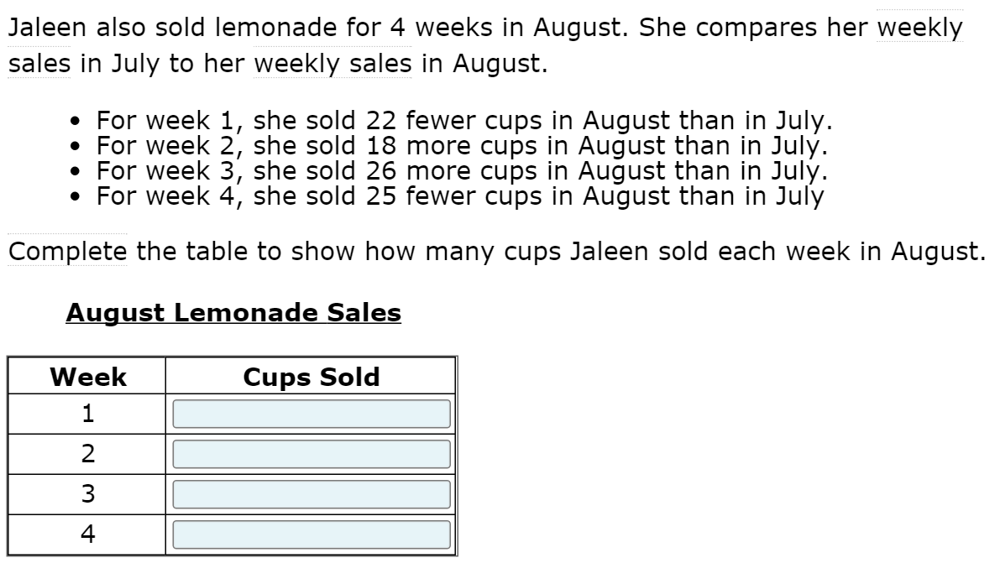 Jaleen also sold lemonade for 4 weeks in August. She compares her weekly
sales in July to her weekly sales in August.
• For week 1, she sold 22 fewer cups in August than in July.
• For week 2, she sold 18 more cups in August than in July.
• For week 3, she sold 26 more cups in August than in July.
• For week 4, she sold 25 fewer cups in August than in July
Complete the table to show how many cups Jaleen sold each week in August.
August Lemonade Sales
Week Cups Sold
1
2
3
4